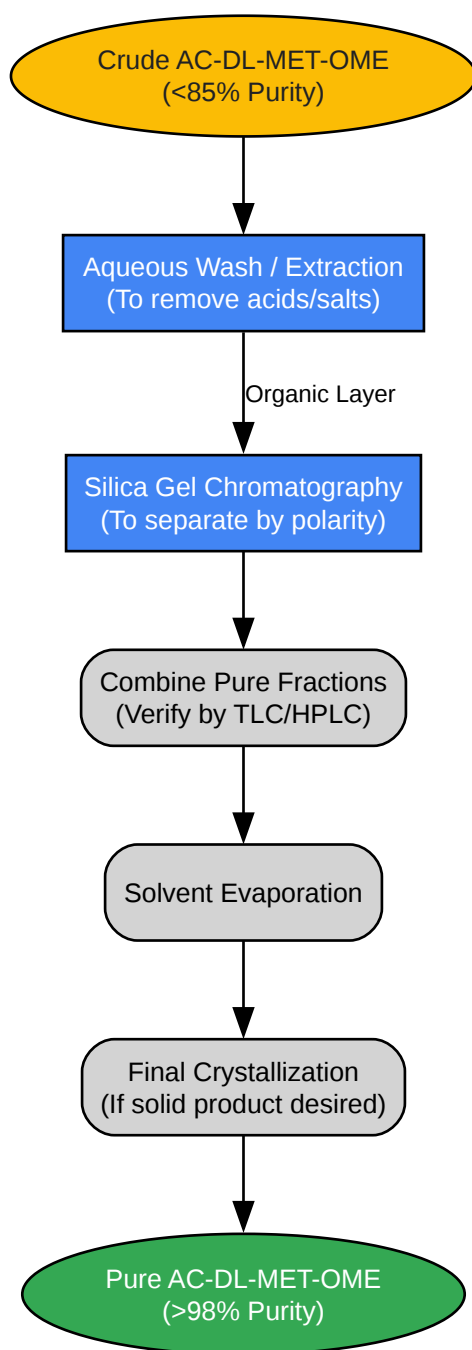 Crude AC-DL-MET-OME
(<85% Purity)
Aqueous Wash / Extraction
(To remove acids/salts)
Organic Layer
Silica Gel Chromatography
(To separate by polarity)
Combine Pure Fractions
(Verify by TLC/HPLC)
Solvent Evaporation
Final Crystallization
(If solid product desired)
Pure AC-DL-MET-OME
(>98% Purity)